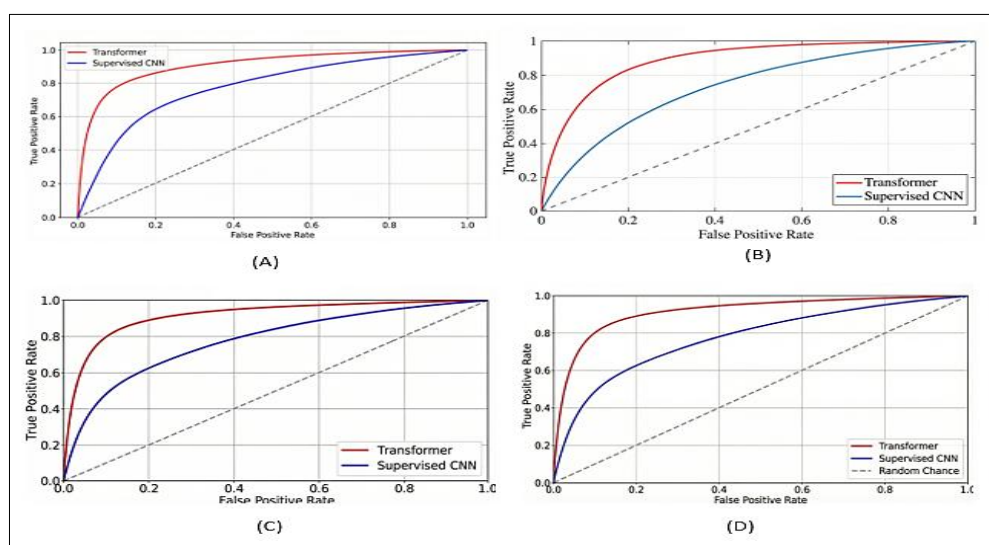 Transformer
Supervised CNN
True Positive Rate
1.0
0.8
0.6
0.4
0.2
0.0
0.0 0.2 0.4 0.6 0.8 1.0
False Positive Rate
(A)
True Positive Rate
1
0.8
0.6
0.4
0.2
0
Transformer
Supervised CNN
0 0.2 0.4 0.6 0.8 1
False Positive Rate
(B)
True Positive Rate
1.0
0.8
0.6
0.4
0.2
0.0
Transformer
Supervised CNN
0.0 0.2 0.4 0.6 0.8 1.0
False Positive Rate
(C)
True Positive Rate
1.0
0.8
0.6
0.4
0.2
0.0
Transformer
Supervised CNN
Random Chance
0.0 0.2 0.4 0.6 0.8 1.0
False Positive Rate
(D)